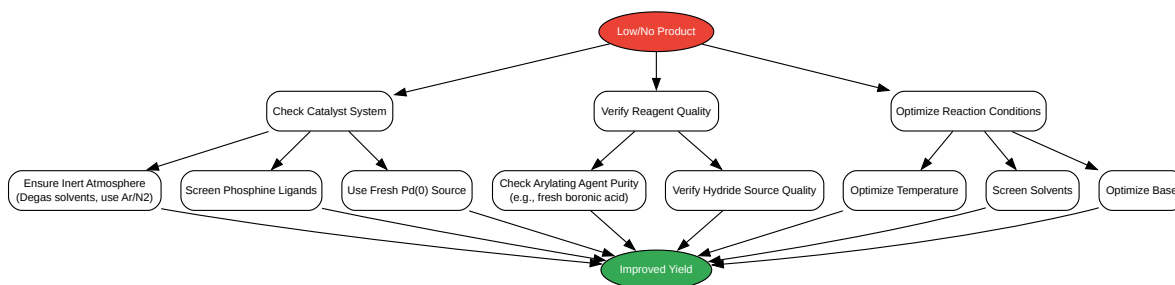 Low/No Product
Check Catalyst System
Verify Reagent Quality
Optimize Reaction Conditions
Ensure Inert Atmosphere
(Degas solvents, use Ar/N2)
Screen Phosphine Ligands
Use Fresh Pd(0) Source
Check Arylating Agent Purity
(e.g., fresh boronic acid)
Verify Hydride Source Quality
Optimize Temperature
Screen Solvents
Optimize Base
Improved Yield